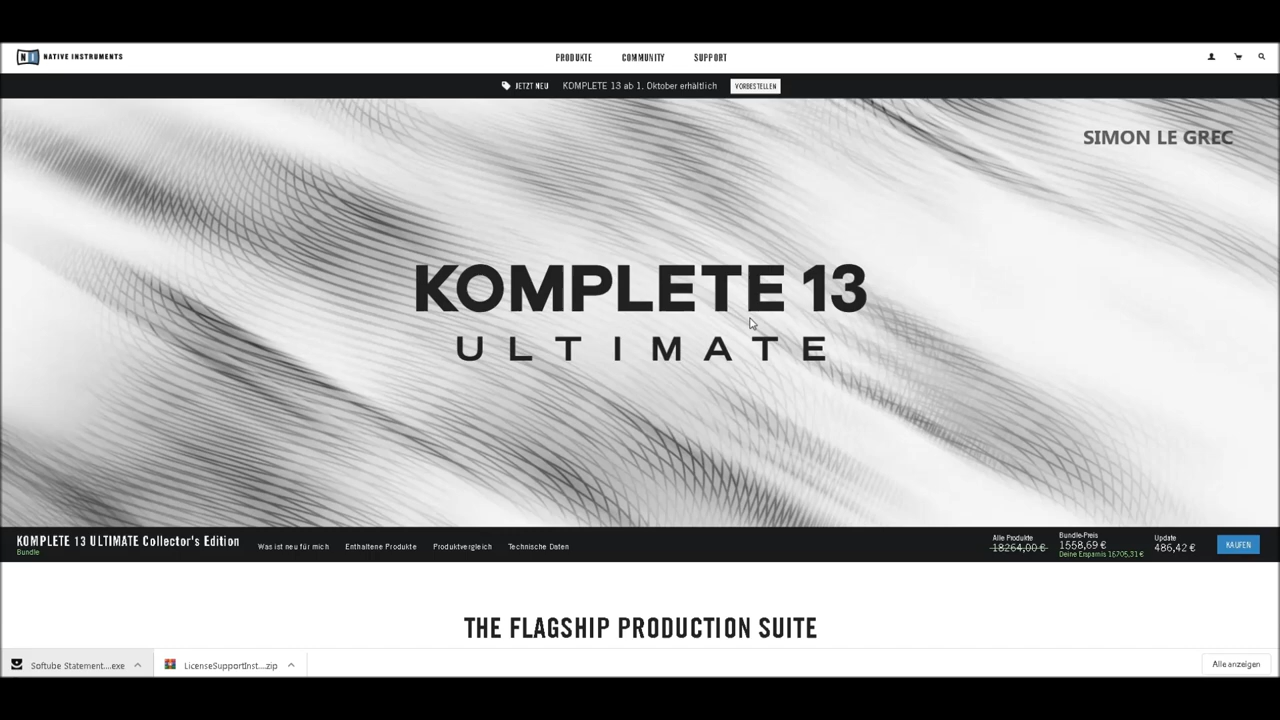 NI NATIVE INSTRUMENTS
PRODUKTE COMMUNITY SUPPORT
JETZT NEU KOMPLETE 13 ab 1. Oktober erhältlich VORBESTELLEN
SIMON LE GREC
KOMPLETE 13
ULTIMATE
KOMPLETE 13 ULTIMATE Collector's Edition
Bundle
Was ist neu für mich Enthaltene Produkte Produktvergleich Technische Daten
Alle Produkte
18264,00 €
Bundle-Preis
1558,69 €
Deine Ersparnis 16705,31 €
Update
486,42 €
KAUFEN
THE FLAGSHIP PRODUCTION SUITE
Softube Statement....exe LicenseSupportInst....zip Alle anzeigen